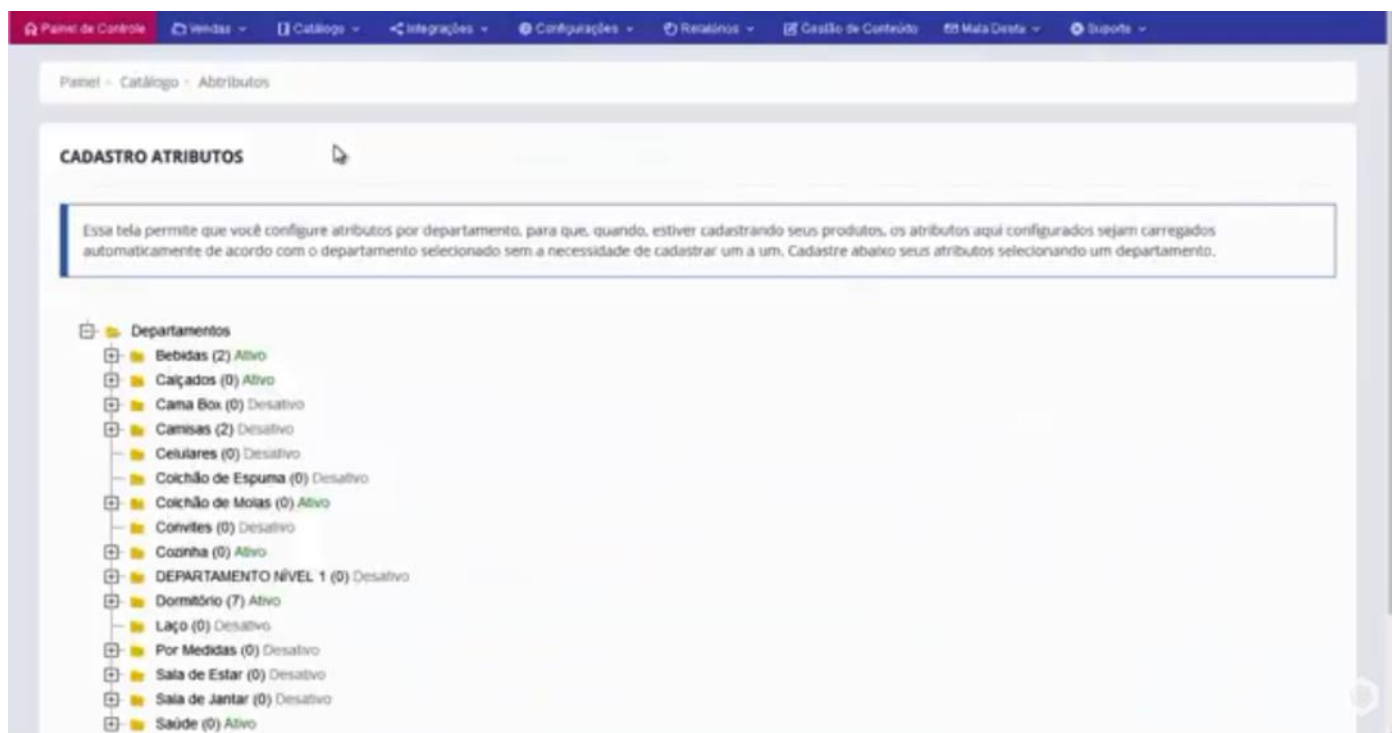 Painel de Controle Vendas Catálogo Integrações Configurações Relatórios Gestão de Conteúdo Mala Direta Suporte
Painel - Catálogo - Abtributos
CADASTRO ATRIBUTOS
Essa tela permite que você configure atributos por departamento, para que, quando, estiver cadastrando seus produtos, os atributos aqui configurados sejam carregados
automaticamente de acordo com o departamento selecionado sem a necessidade de cadastrar um a um. Cadastre abaixo seus atributos selecionando um departamento.
Departamentos
Bebidas (2) Ativo
Calçados (0) Ativo
Cama Box (0) Desativo
Camisas (2) Desativo
Celulares (0) Desativo
Colchão de Espuma (0) Desativo
Colchão de Molas (0) Ativo
Convites (0) Desativo
Cozinha (0) Ativo
DEPARTAMENTO NÍVEL 1 (0) Desativo
Dormitório (7) Ativo
Laço (0) Desativo
Por Medidas (0) Desativo
Sala de Estar (0) Desativo
Sala de Jantar (0) Desativo
Saúde (0) Ativo